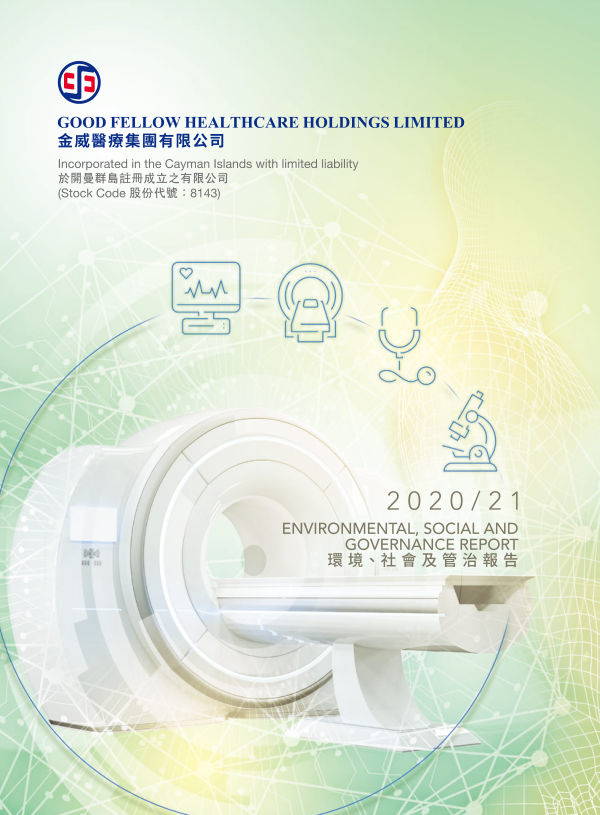 GOOD FELLOW HEALTHCARE HOLDINGS LIMITED
金威醫療集團有限公司
Incorporated in the Cayman Islands with limited liability
於開曼群島註冊成立之有限公司
(Stock Code 股份代號：8143)
2020/21
ENVIRONMENTAL, SOCIAL AND
GOVERNANCE REPORT
環境、社會及管治報告